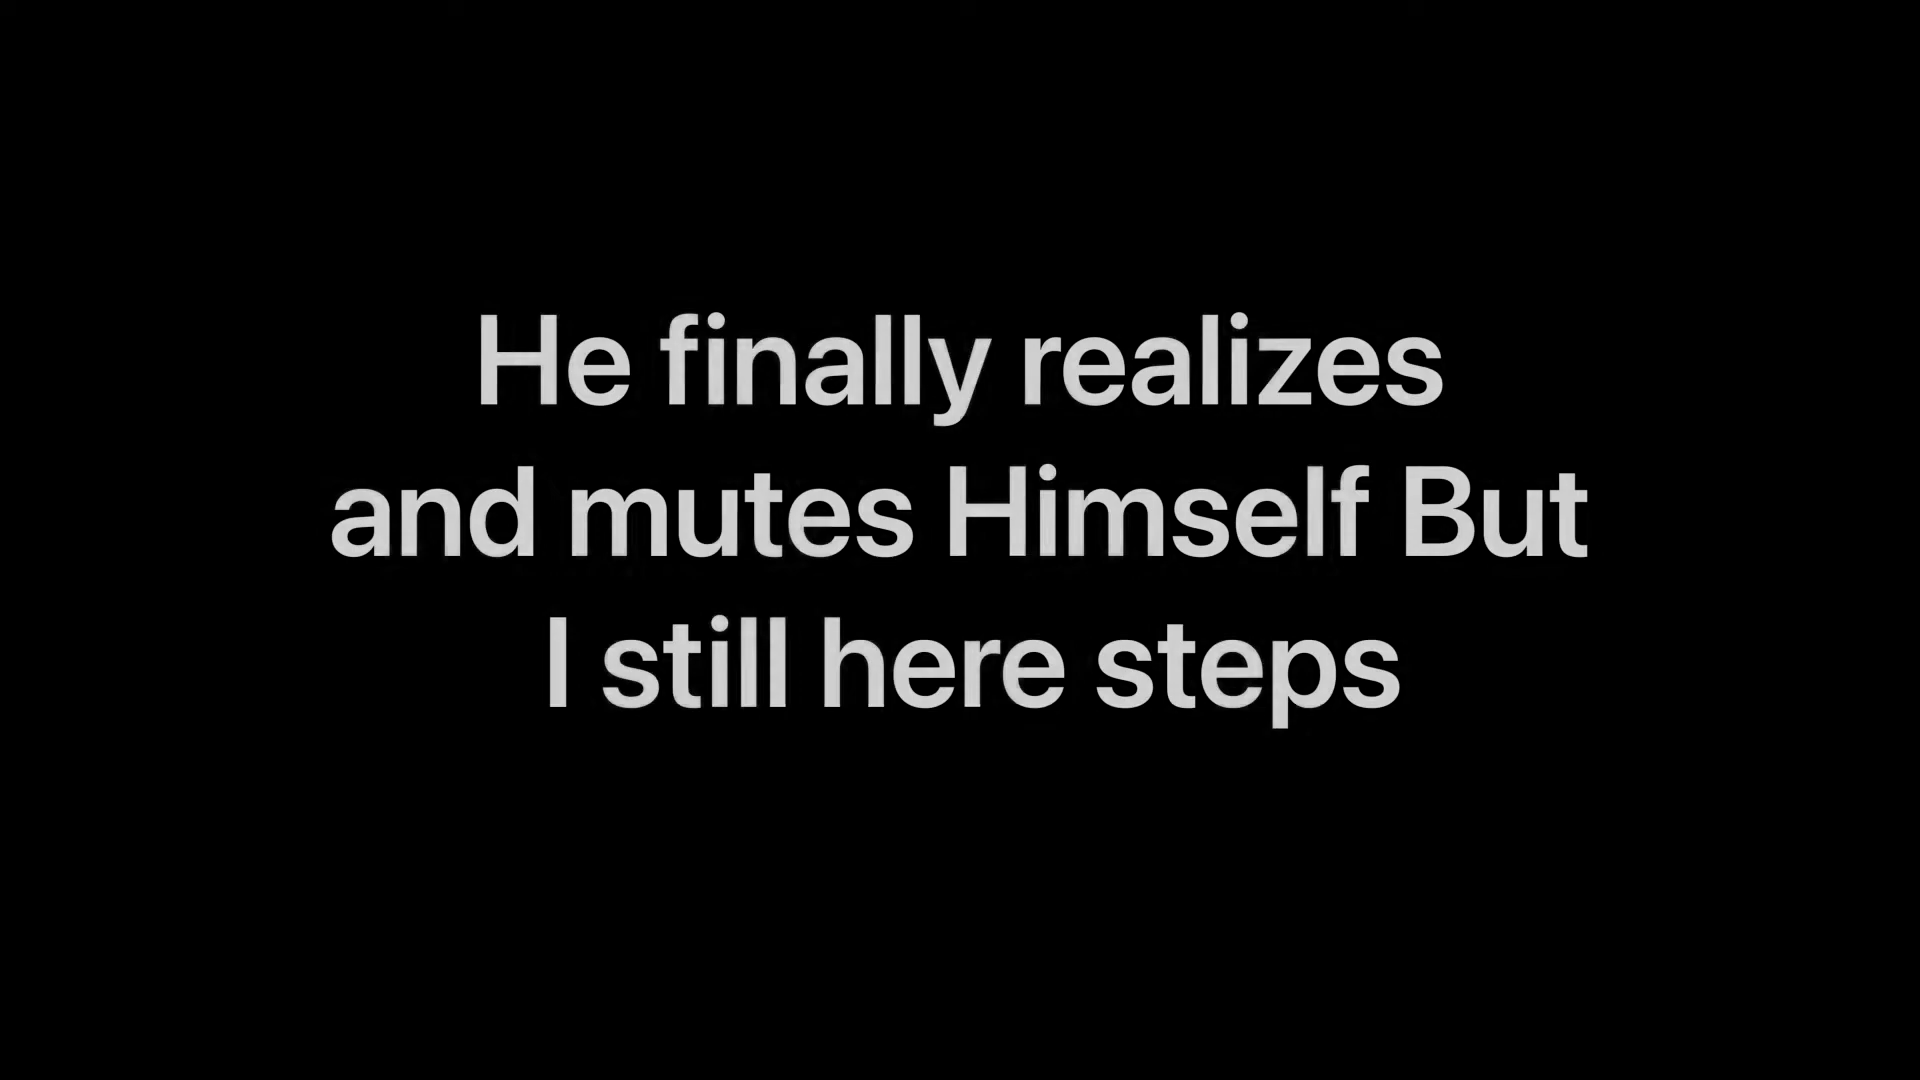 He finally realizes
and mutes Himself But
I still here steps